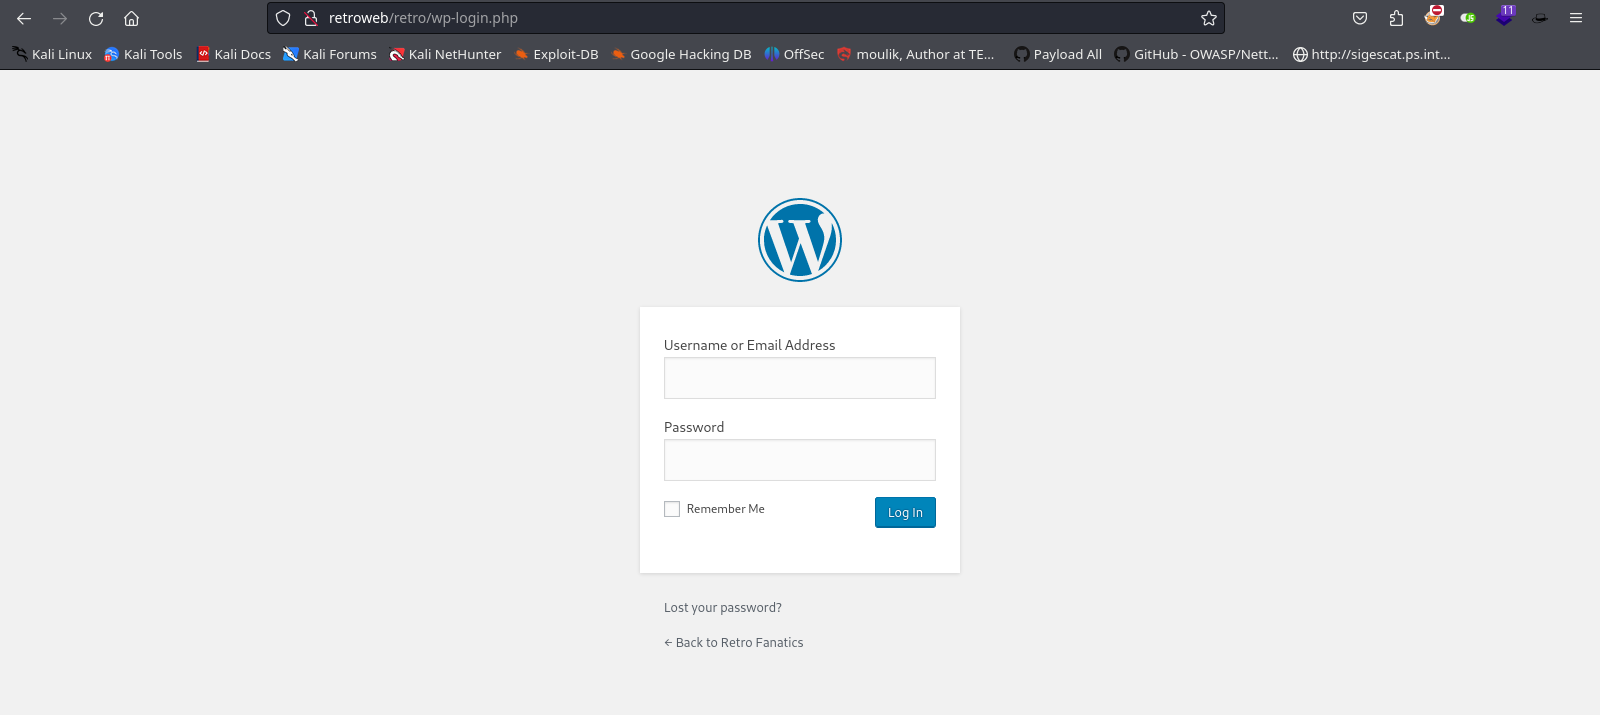 retroweb/retro/wp-login.php
11
Kali Linux Kali Tools Kali Docs Kali Forums Kali NetHunter Exploit-DB Google Hacking DB OffSec moulik, Author at TE... Payload All GitHub - OWASP/Nett... http://sigescat.ps.int...
Username or Email Address
Password
Remember Me Log In
Lost your password?
← Back to Retro Fanatics